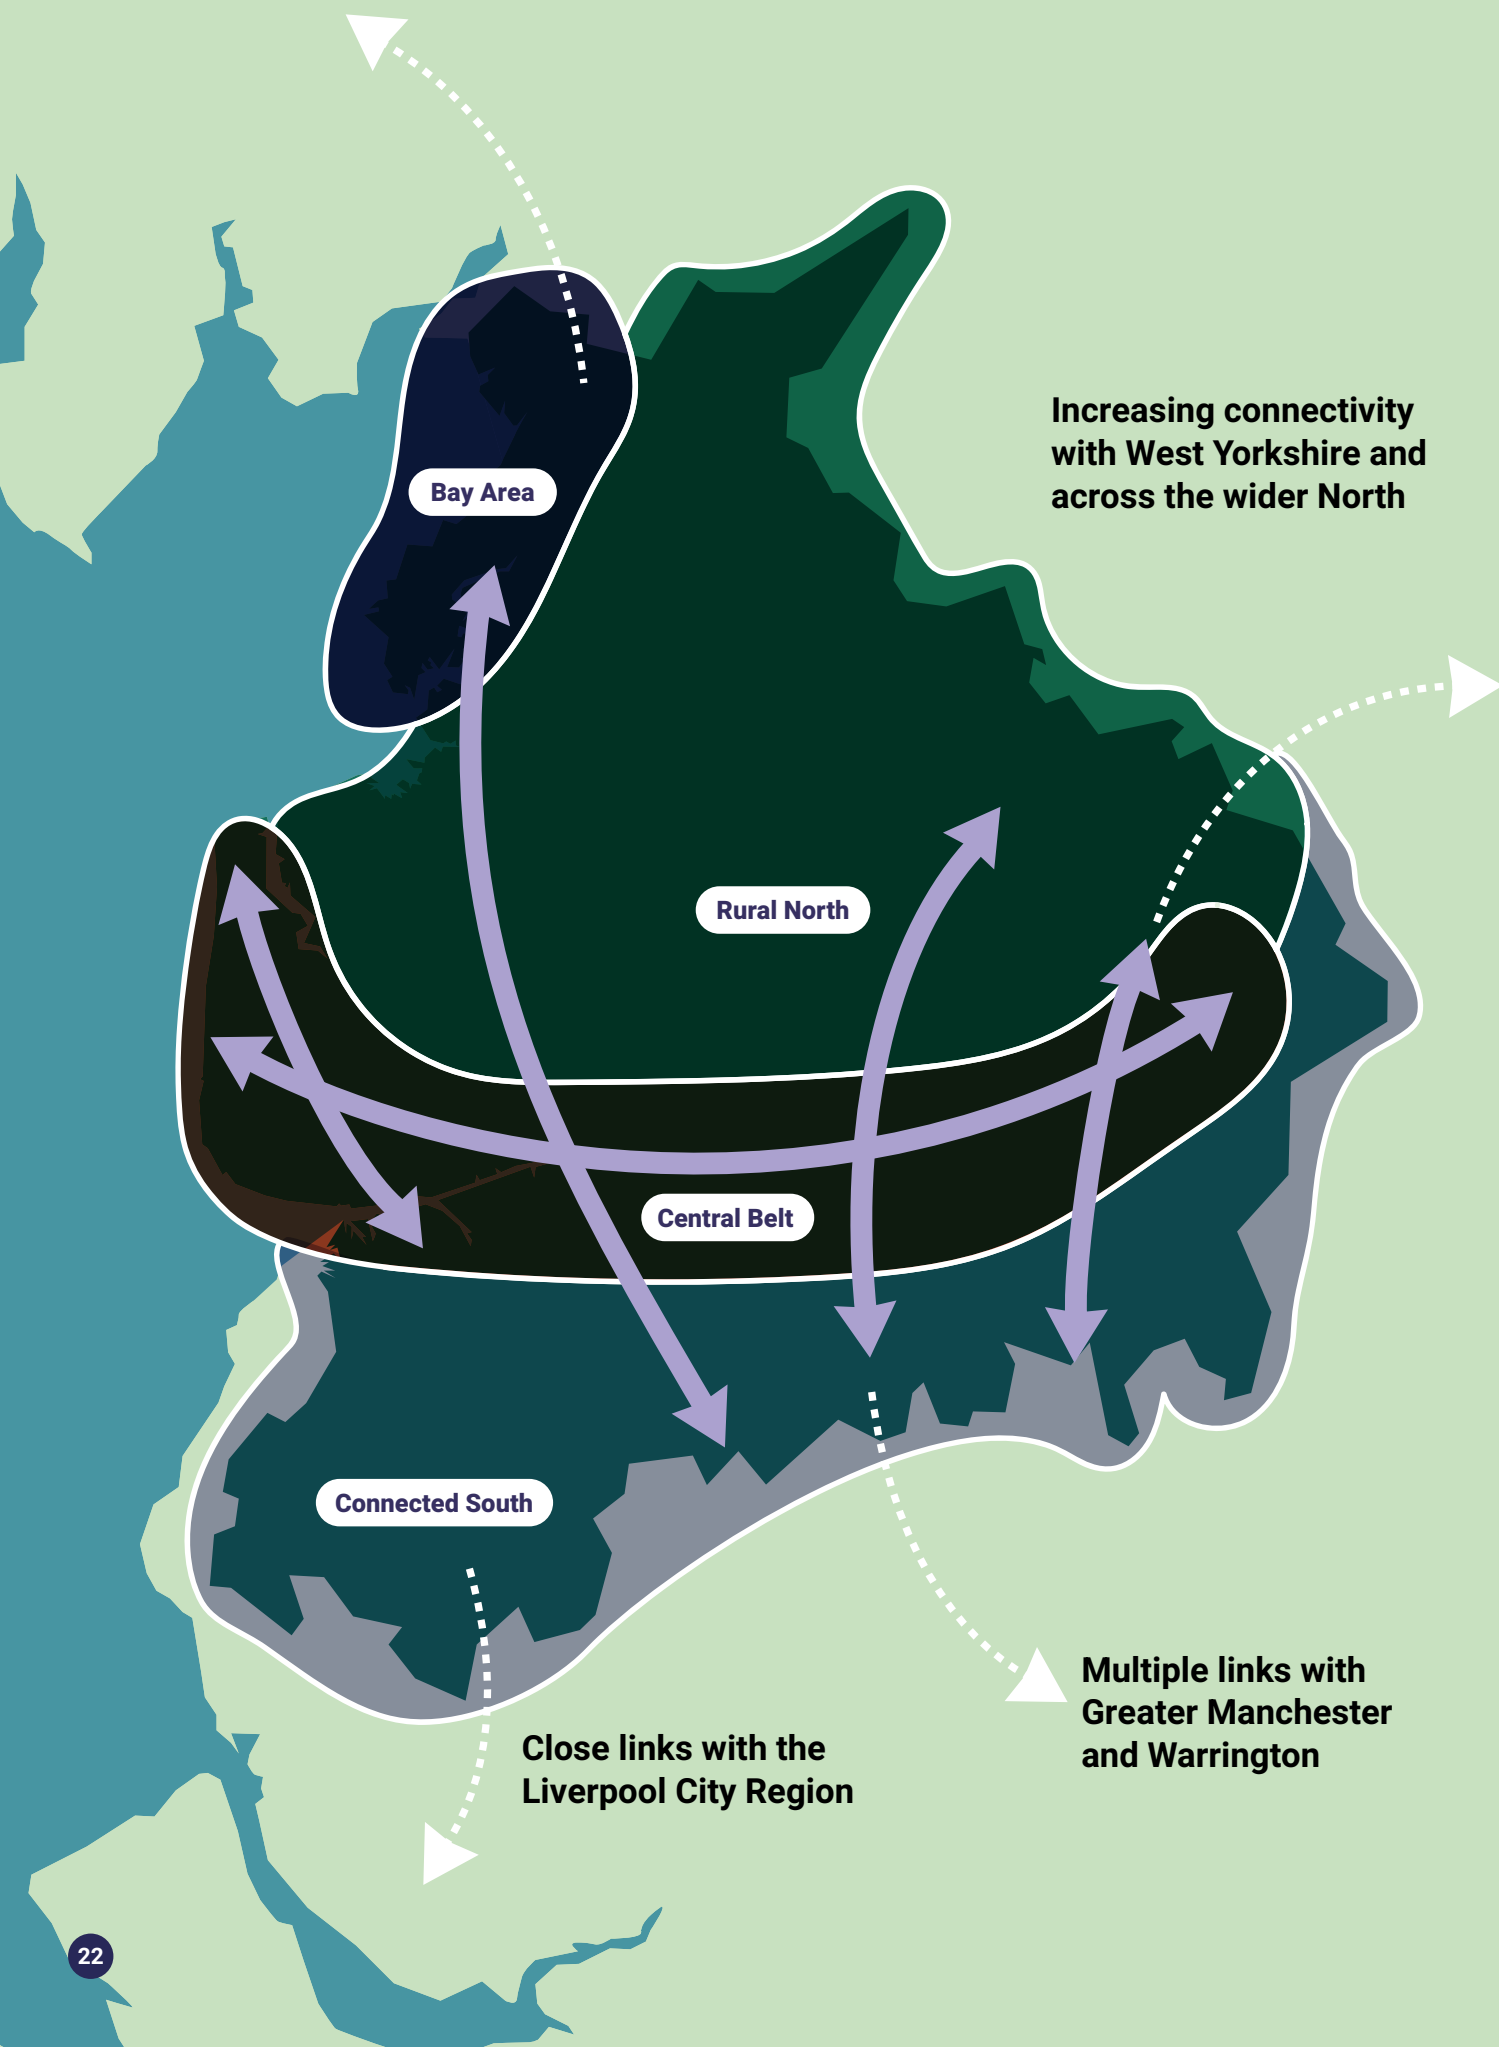 Increasing connectivity
with West Yorkshire and
across the wider North
Bay Area
Rural North
Central Belt
Connected South
Multiple links with
Greater Manchester
and Warrington
Close links with the
Liverpool City Region
22